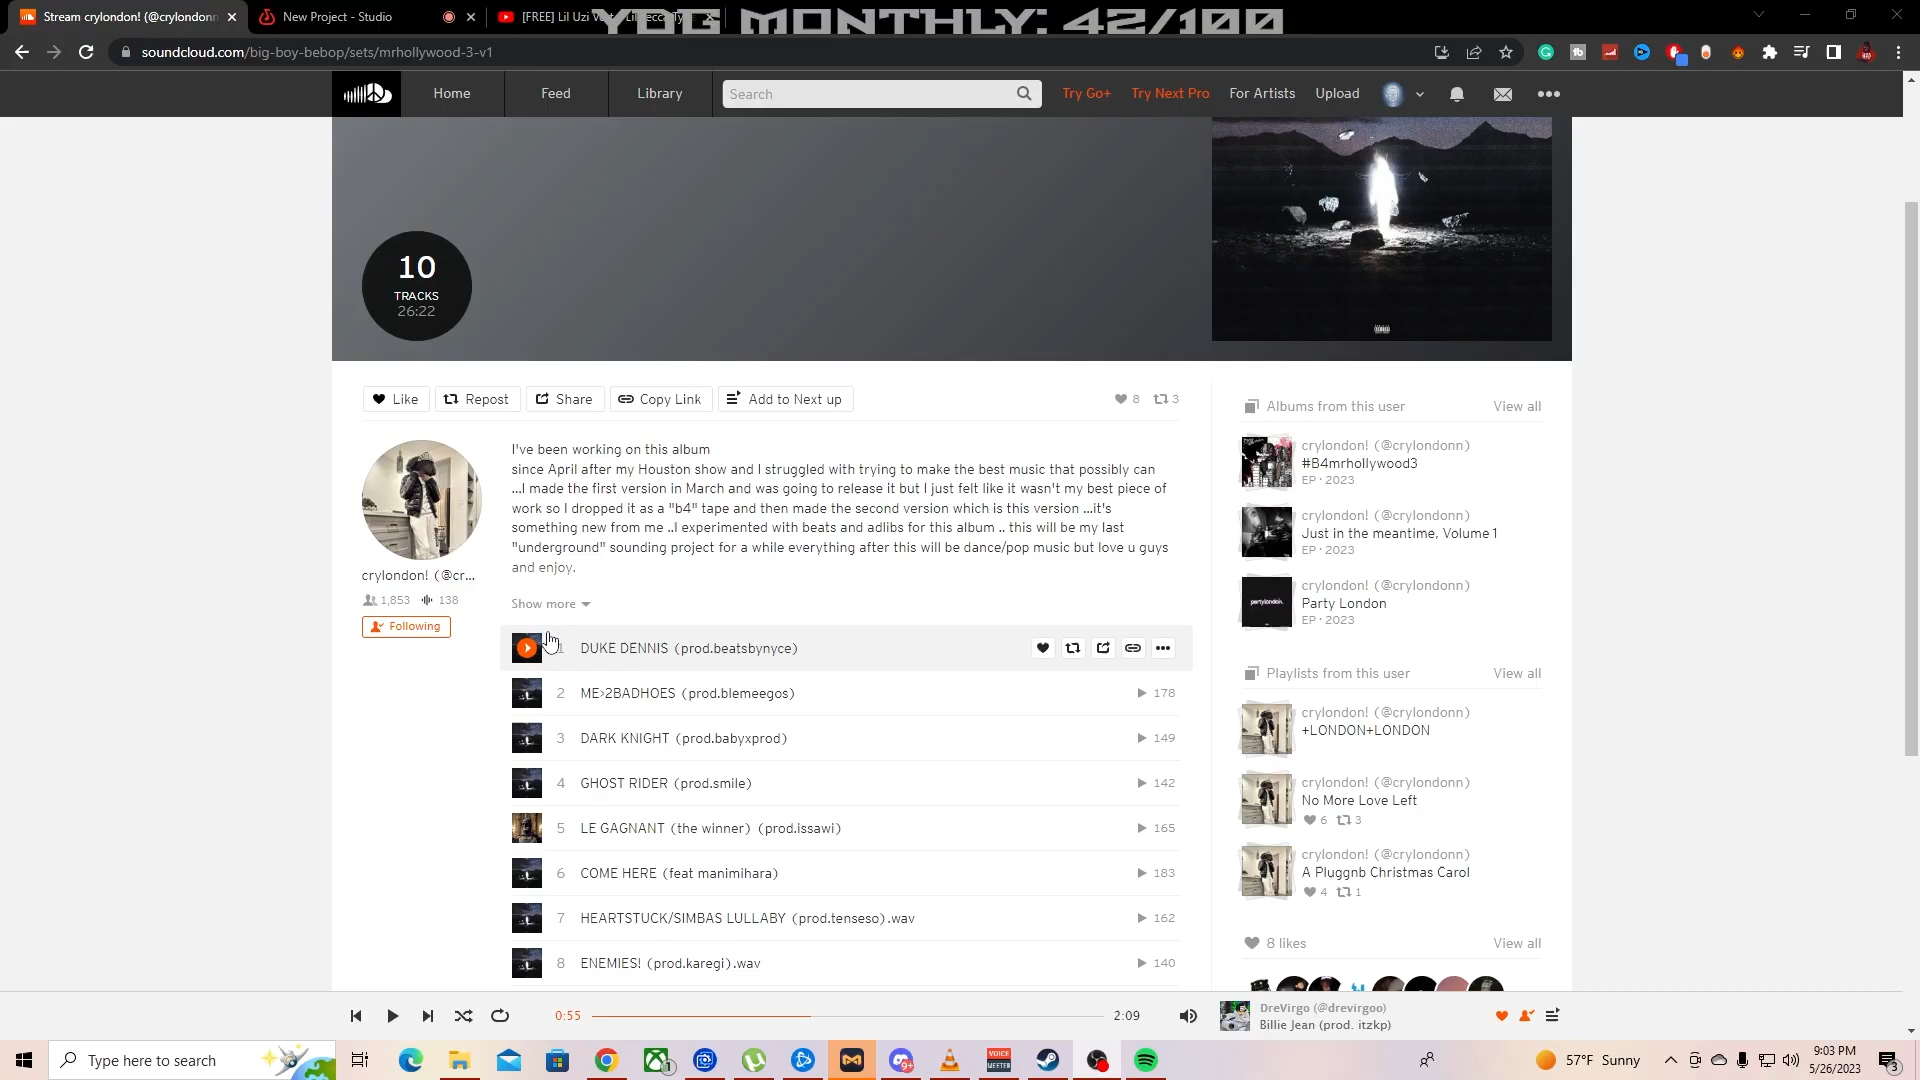 YDG MONTHLY: 42/100
Stream crylondon! (@crylondonn
New Project - Studio
soundcloud.com/big-boy-bebop/sets/mrhollywood-3-v1
Home
Feed
Library
Search
Try Go+
Try Next Pro
For Artists
Upload
10
TRACKS
26:22
Like
Repost
Share
Copy Link
Add to Next up
8
3
I've been working on this album
since April after my Houston show and I struggled with trying to make the best music that possibly can
...I made the first version in March and was going to release it but I just felt like it wasn't my best piece of
work so I dropped it as a "b4" tape and then made the second version which is this version ...it's
something new from me ..I experimented with beats and adlibs for this album .. this will be my last
"underground" sounding project for a while everything after this will be dance/pop music but love u guys
and enjoy.
Show more
crylondon! (@cr...
1,853
138
Following
1 DUKE DENNIS (prod.beatsbynyce)
2 ME>2BADHOES (prod.blemeegos) 178
3 DARK KNIGHT (prod.babyxprod) 149
4 GHOST RIDER (prod.smile) 142
5 LE GAGNANT (the winner) (prod.issawi) 165
6 COME HERE (feat manimihara) 183
7 HEARTSTUCK/SIMBAS LULLABY (prod.tenseso).wav 162
8 ENEMIES! (prod.karegi).wav 140
Albums from this user
View all
crylondon! (@crylondonn)
#B4mrhollywood3
EP · 2023
crylondon! (@crylondonn)
Just in the meantime, Volume 1
EP · 2023
partylondoin.
crylondon! (@crylondonn)
Party London
EP · 2023
Playlists from this user
View all
crylondon! (@crylondonn)
+LONDON+LONDON
crylondon! (@crylondonn)
No More Love Left
6
3
crylondon! (@crylondonn)
A Pluggnb Christmas Carol
4
1
8 likes
View all
0:55
2:09
DreVirgo (@drevirgoo)
Billie Jean (prod. itzkp)
Type here to search
1
9+
VOICE
MEETER
57°F Sunny
9:03 PM
5/26/2023
3